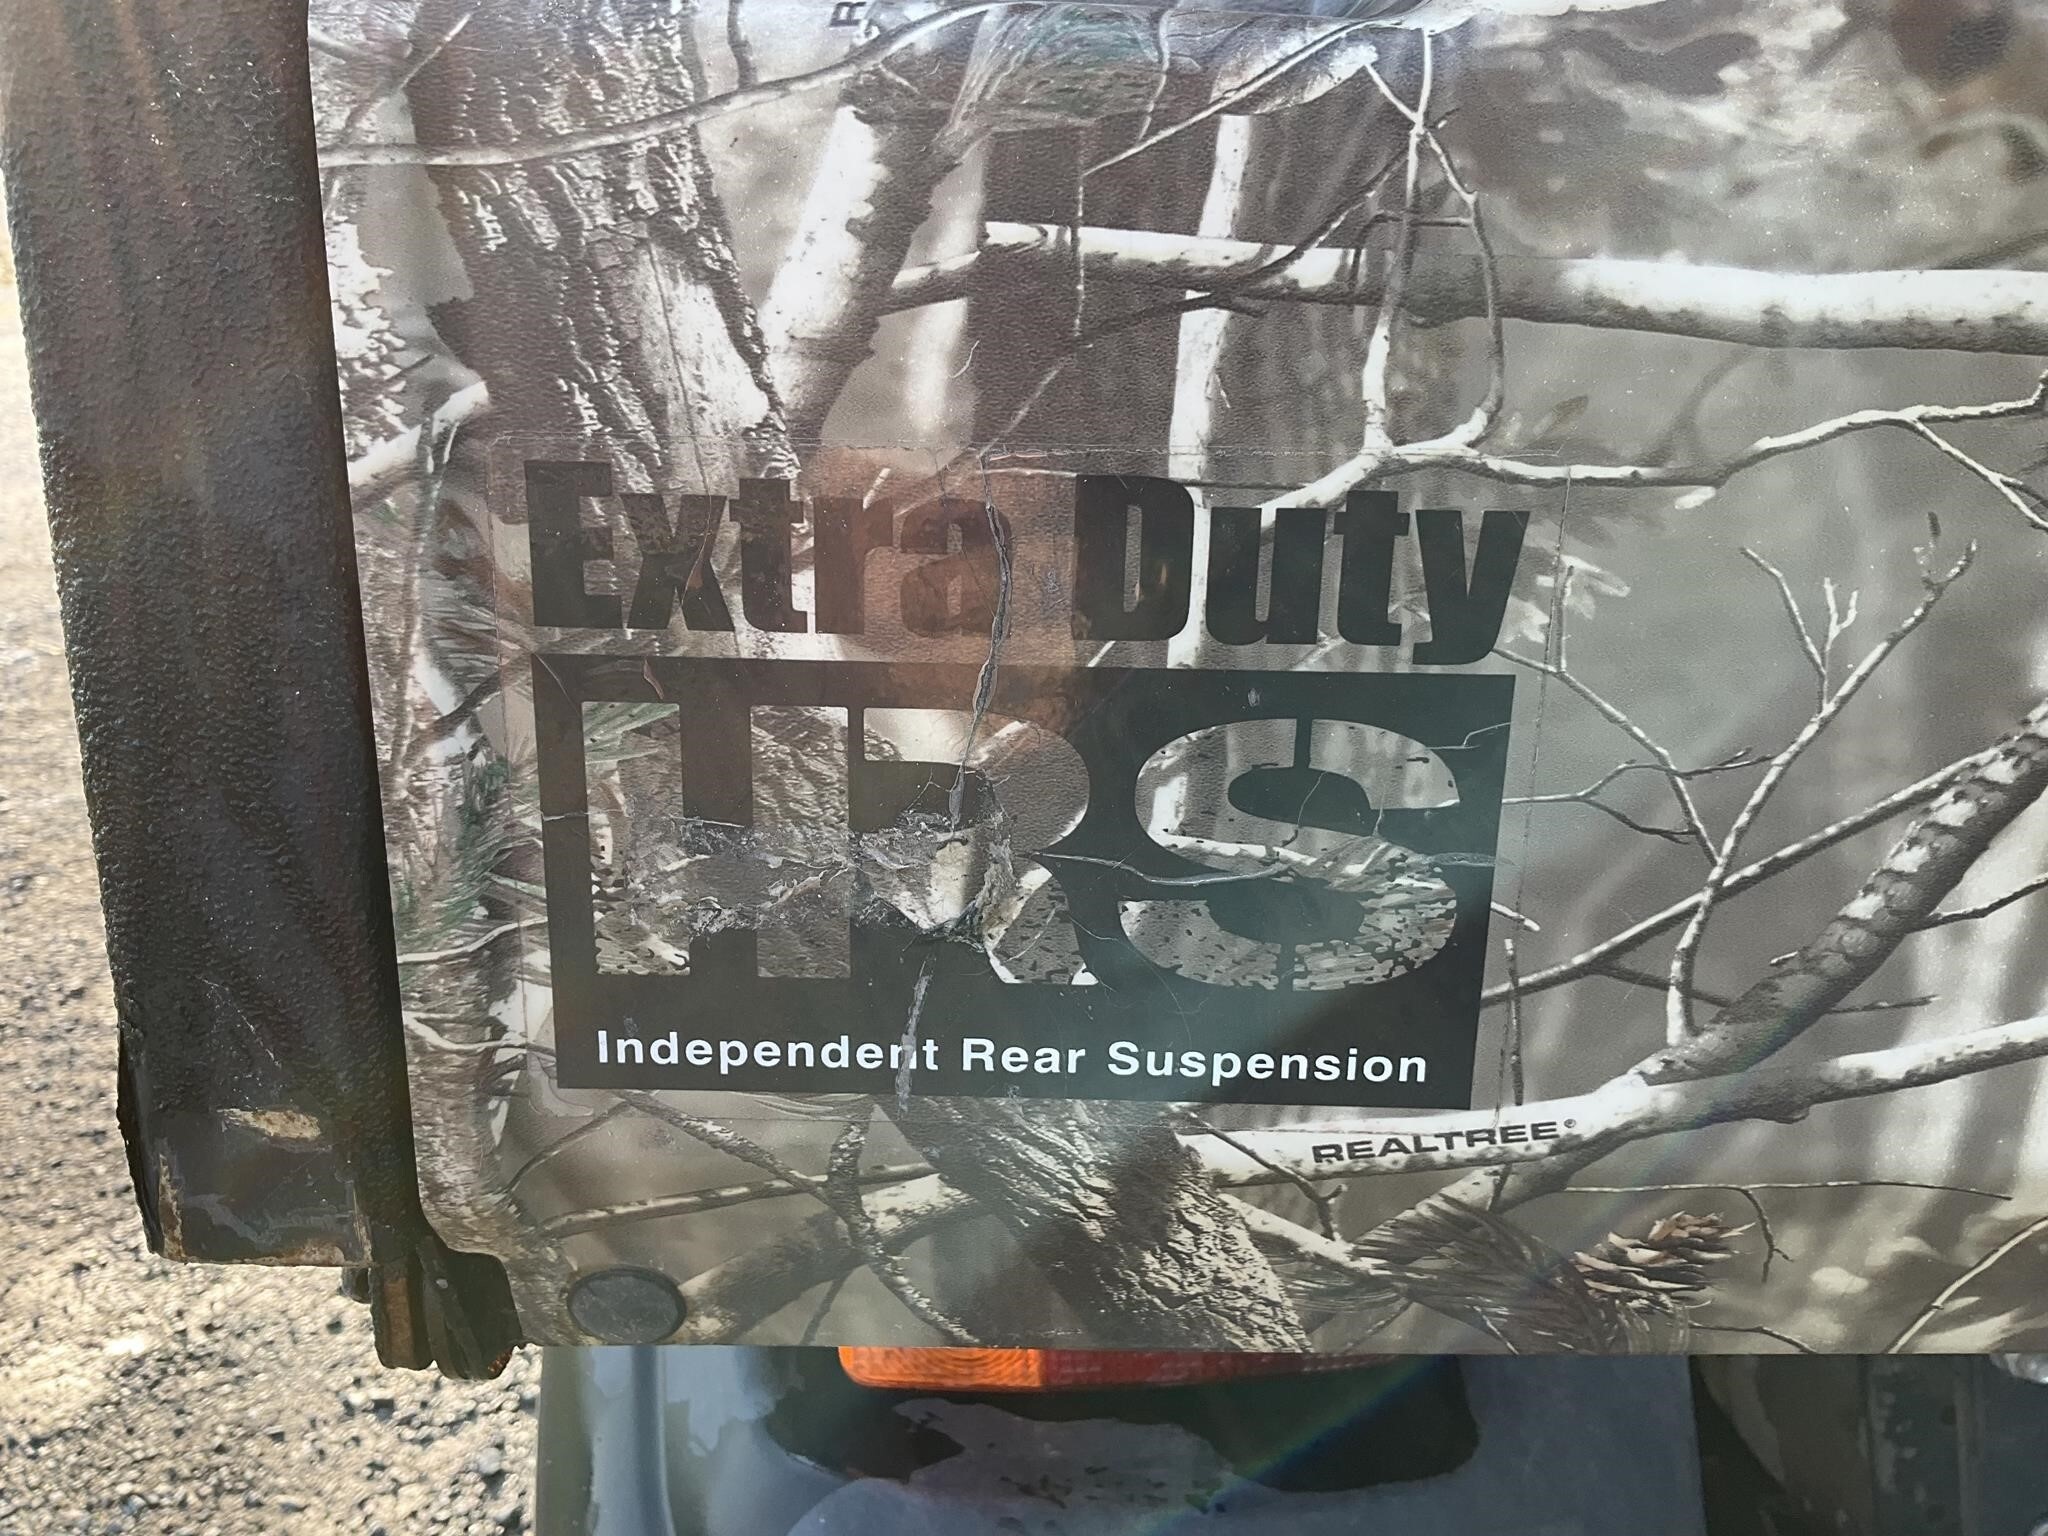 Extra Duty
IRS
Independent Rear Suspension
REALTREE®